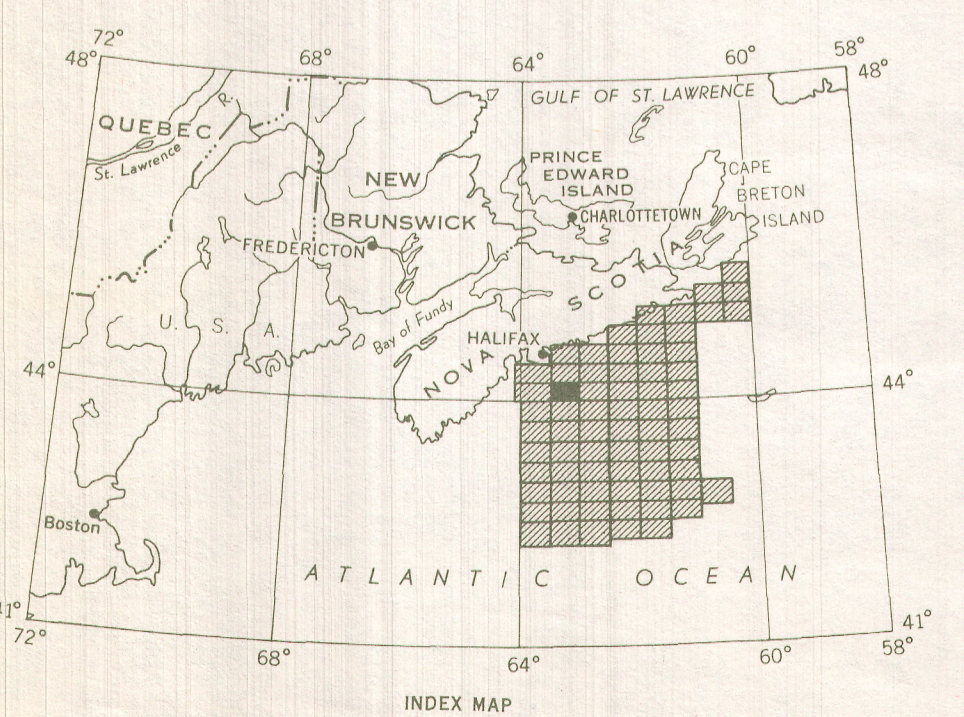 72° 68° 64° 60° 58°
48° 48°
GULF OF ST. LAWRENCE
R.
QUEBEC
St. Lawrence
PRINCE
EDWARD
ISLAND
CAPE
BRETON
ISLAND
NEW
BRUNSWICK
CHARLOTTETOWN
FREDERICTON
NOVA SCOTIA
U. S. A.
Bay of Fundy
HALIFAX
44° 44°
Boston
ATLANTIC OCEAN
41° 41°
72° 68° 64° 60° 58°
INDEX MAP